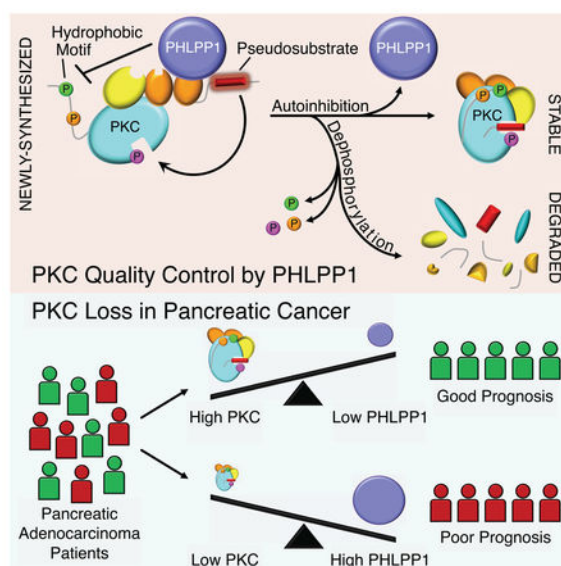 NEWLY-SYNTHESIZED
Hydrophobic
Motif
PHLPP1
Pseudosubstrate
PHLPP1
P
P
PKC
P
Autoinhibition
Dephosphorylation
P
P P
P P
PKC
P
STABLE
DEGRADED
PKC Quality Control by PHLPP1
PKC Loss in Pancreatic Cancer
Pancreatic
Adenocarcinoma
Patients
High PKC
Low PHLPP1
Good Prognosis
Low PKC
High PHLPP1
Poor Prognosis